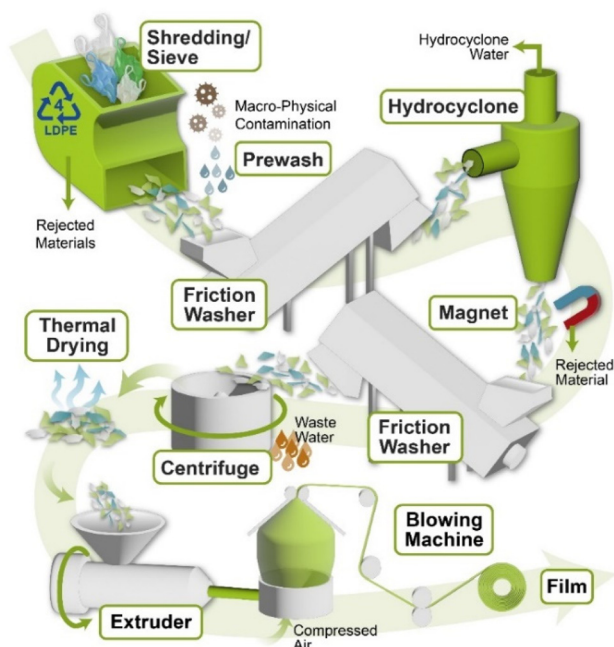 Shredding/
Sieve
4
LDPE
Macro-Physical
Contamination
Prewash
Rejected
Materials
Hydrocyclone
Water
Hydrocyclone
Friction
Washer
Magnet
Rejected
Material
Thermal
Drying
Centrifuge
Waste
Water
Friction
Washer
Blowing
Machine
Extruder
Compressed
Air
Film